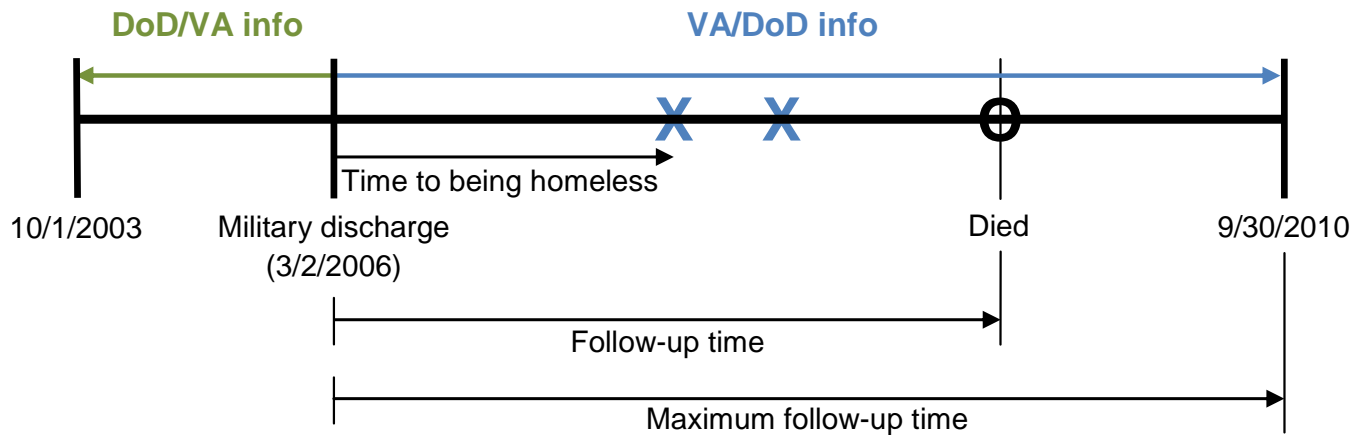 DoD/VA info
VA/DoD info
X X O
Time to being homeless
10/1/2003
Military discharge
(3/2/2006)
Died
9/30/2010
Follow-up time
Maximum follow-up time